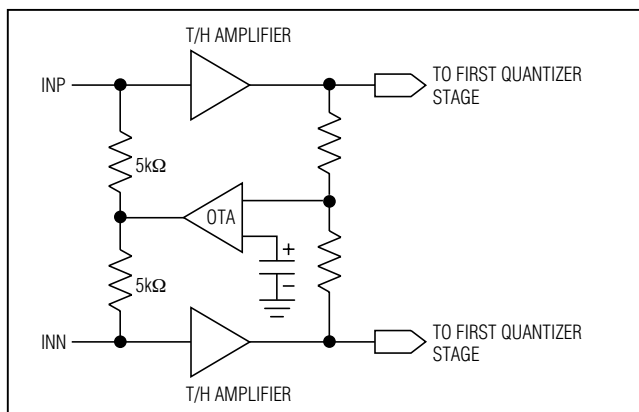 T/H AMPLIFIER
INP
TO FIRST QUANTIZER
STAGE
5kΩ
OTA
+
−
5kΩ
INN
TO FIRST QUANTIZER
STAGE
T/H AMPLIFIER